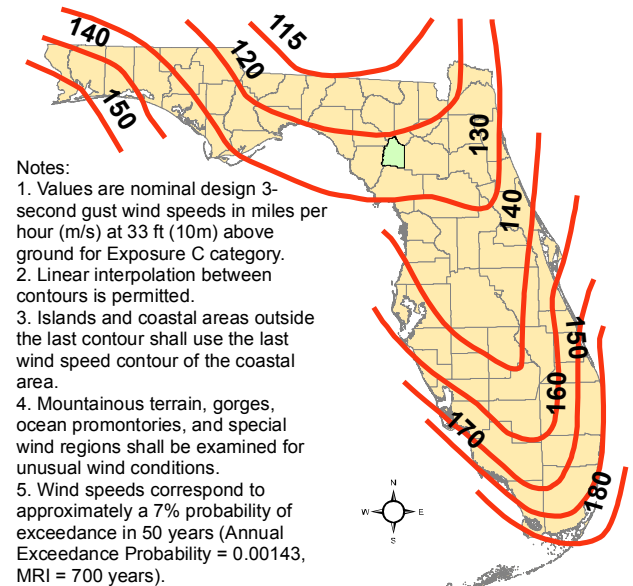 115
140
120
150
130
140
Notes:
1. Values are nominal design 3-
second gust wind speeds in miles per
hour (m/s) at 33 ft (10m) above
ground for Exposure C category.
2. Linear interpolation between
contours is permitted.
3. Islands and coastal areas outside
the last contour shall use the last
wind speed contour of the coastal
area.
4. Mountainous terrain, gorges,
ocean promontories, and special
wind regions shall be examined for
unusual wind conditions.
5. Wind speeds correspond to
approximately a 7% probability of
exceedance in 50 years (Annual
Exceedance Probability = 0.00143,
MRI = 700 years).
150
160
170
180
N
W E
S